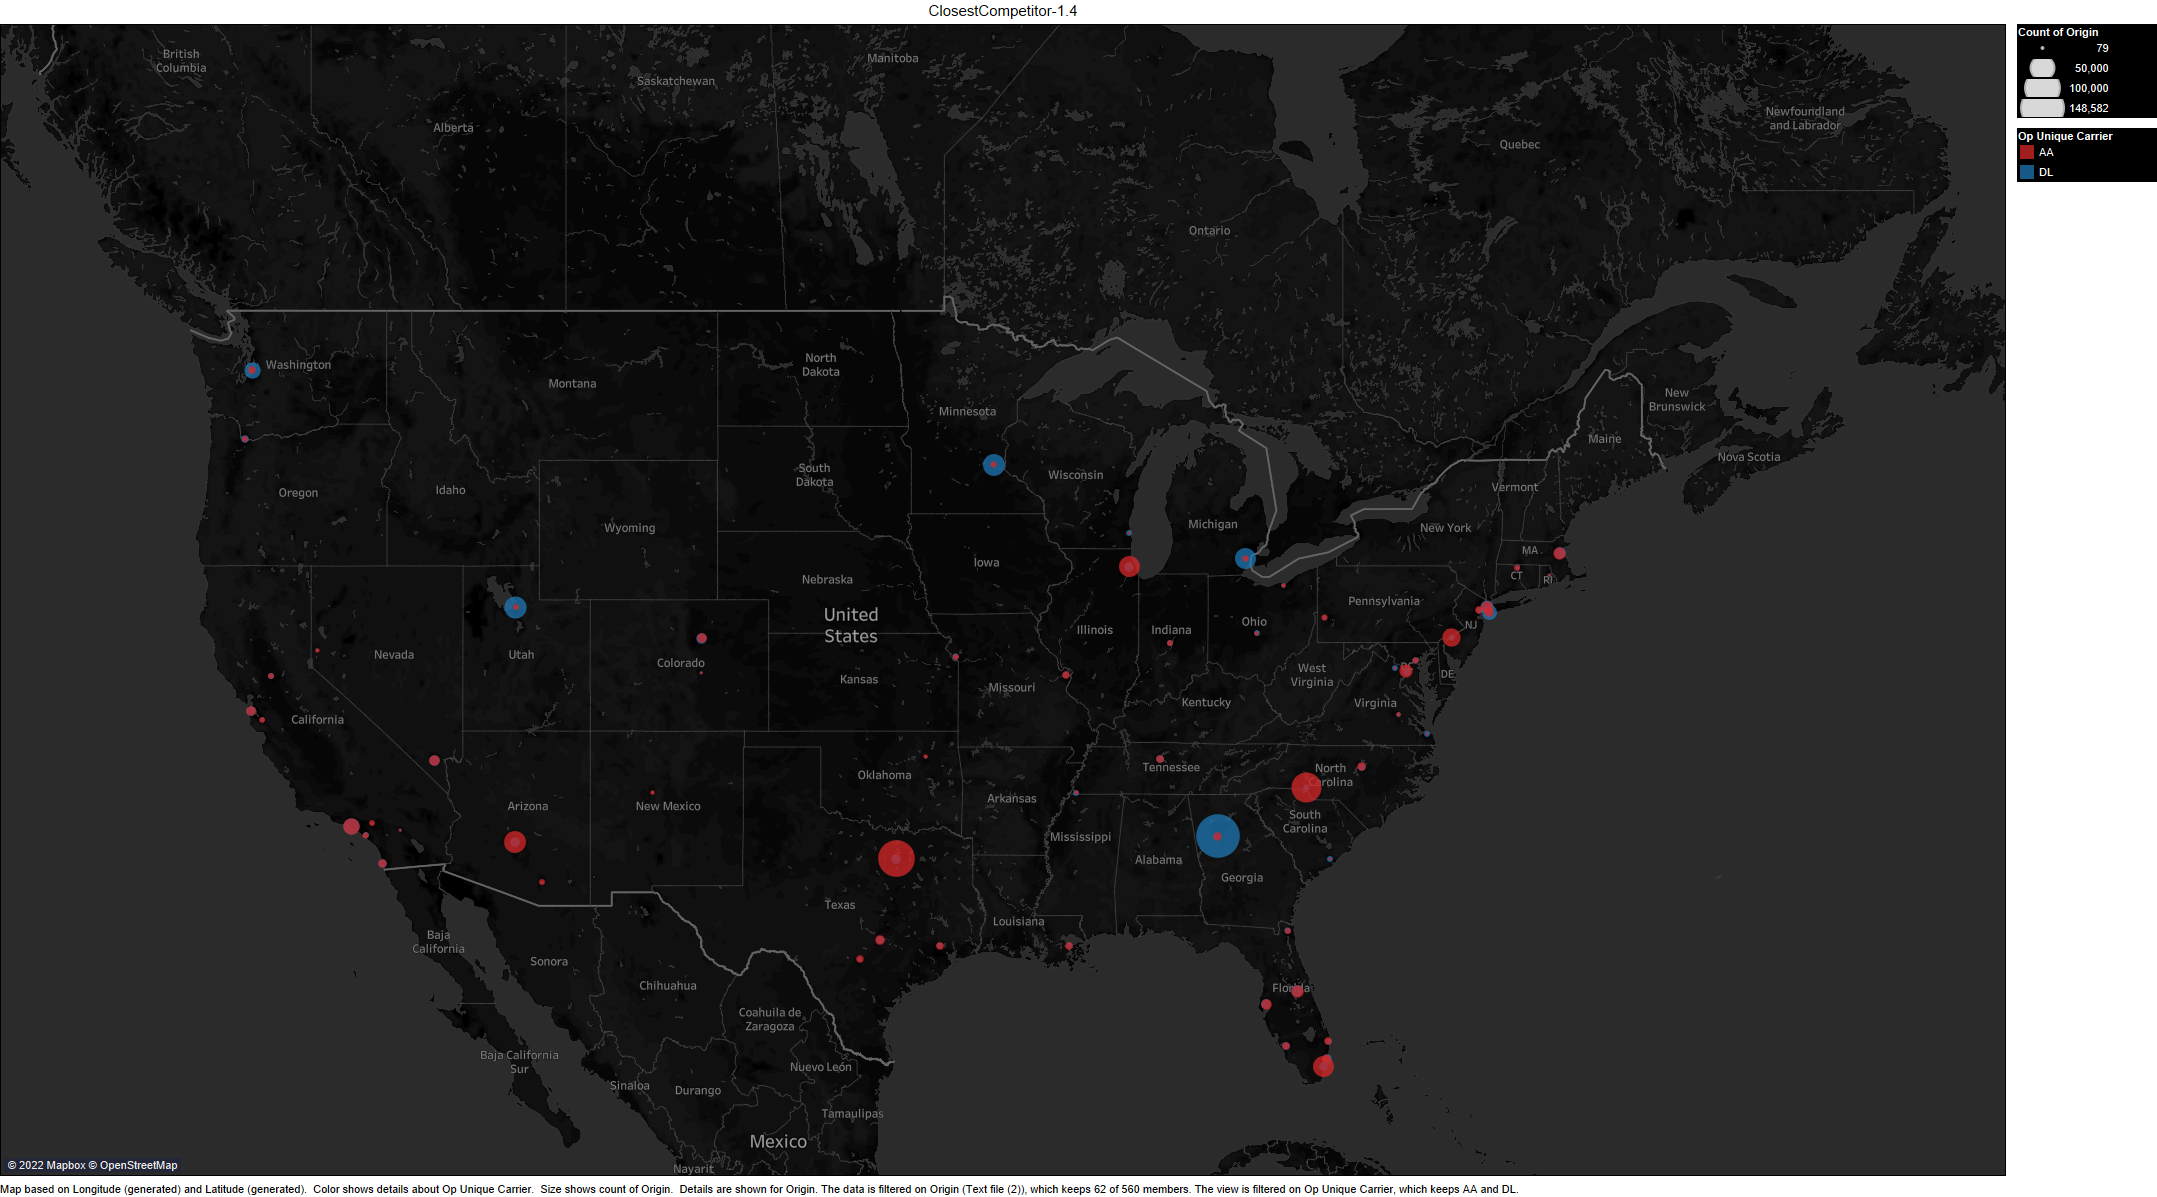 ClosestCompetitor-1.4
British
Columbia
Alberta
Saskatchewan
Manitoba
Ontario
Quebec
Newfoundland
and Labrador
Washington
Montana
North
Dakota
Minnesota
New
Brunswick
Maine
Nova Scotia
Oregon
Idaho
South
Dakota
Wisconsin
Vermont
Wyoming
Michigan
New York
MA
Iowa
CT
RI
Nebraska
Pennsylvania
United
States
Illinois
Indiana
Ohio
NJ
Nevada
Utah
Colorado
Kansas
Missouri
West
Virginia
DC
DE
Kentucky
Virginia
California
Oklahoma
Tennessee
North
Carolina
Arizona
New Mexico
Arkansas
South
Carolina
Mississippi
Alabama
Georgia
Texas
Louisiana
Baja
California
Sonora
Chihuahua
Florida
Coahuila de
Zaragoza
Baja California
Sur
Nuevo León
Sinaloa
Durango
Tamaulipas
Mexico
Nayarit
© 2022 Mapbox © OpenStreetMap
Count of Origin
79
50,000
100,000
148,582
Op Unique Carrier
AA
DL
Map based on Longitude (generated) and Latitude (generated). Color shows details about Op Unique Carrier. Size shows count of Origin. Details are shown for Origin. The data is filtered on Origin (Text file (2)), which keeps 62 of 560 members. The view is filtered on Op Unique Carrier, which keeps AA and DL.